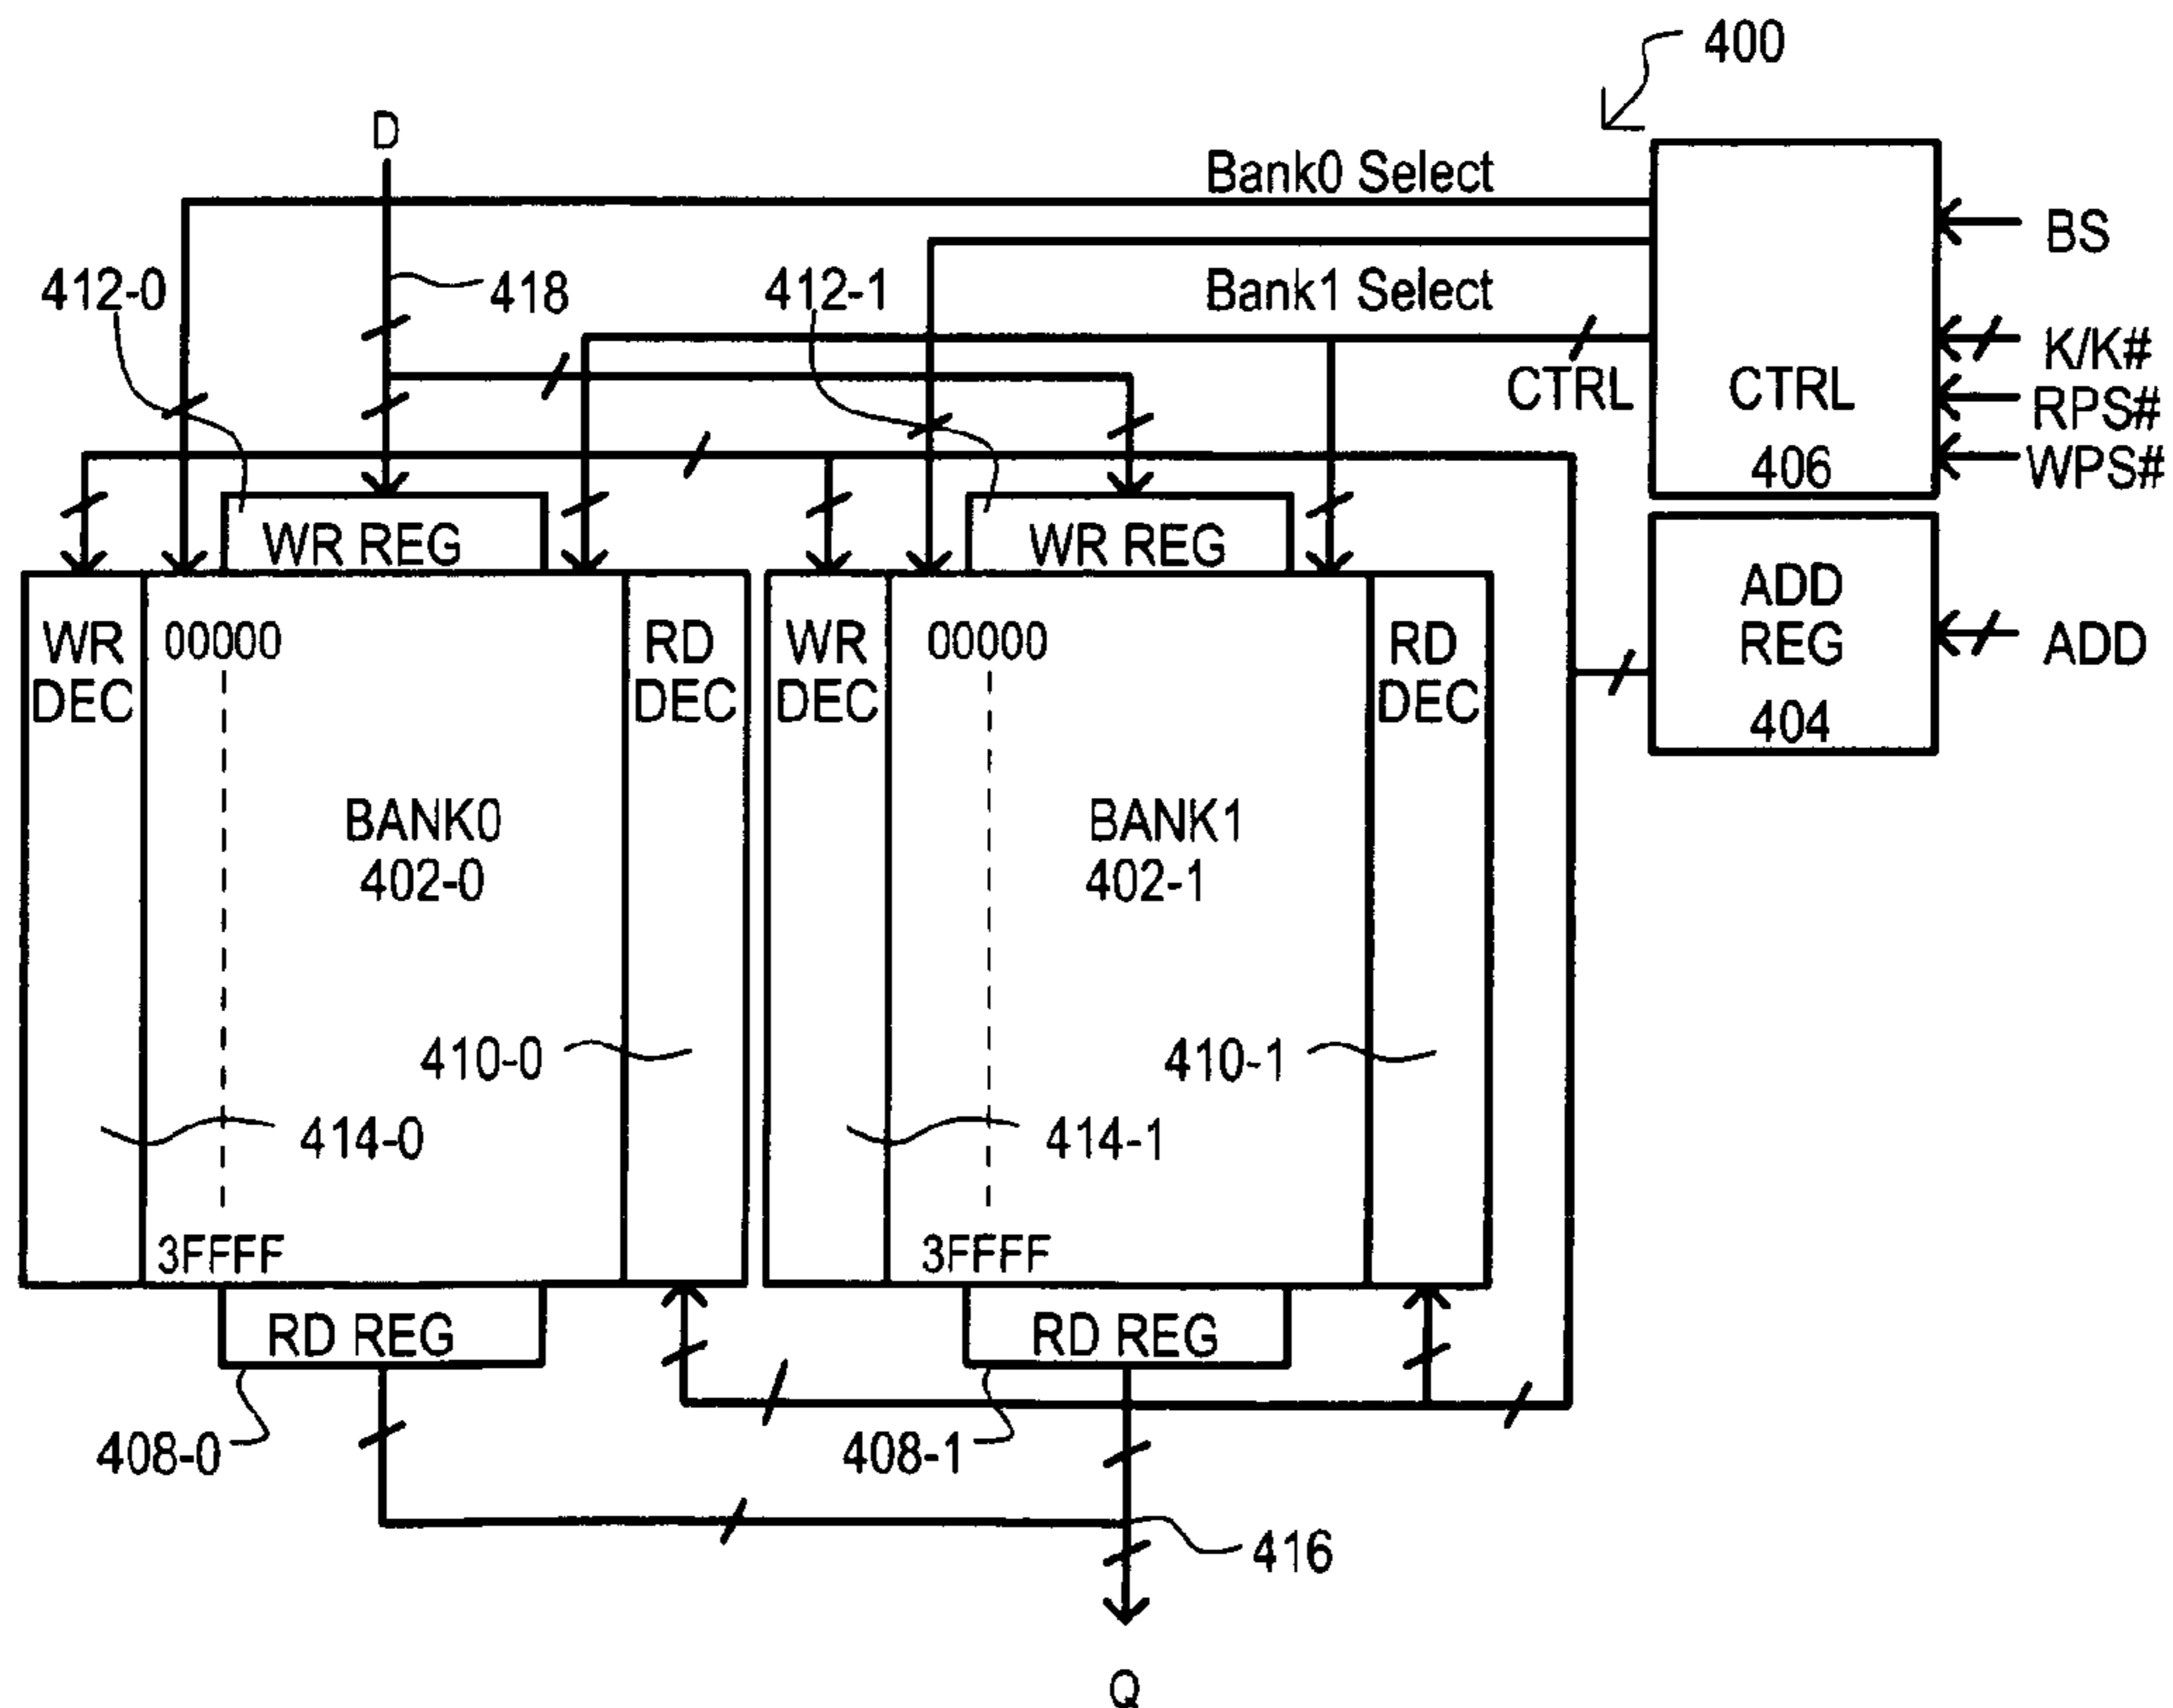 400
D
Bank0 Select
BS
412-0
418
412-1
Bank1 Select
K/K#
CTRL
CTRL
406
RPS#
WPS#
WR REG
WR REG
ADD
REG
404
ADD
WR
DEC
00000
RD
DEC
WR
DEC
00000
RD
DEC
BANK0
402-0
BANK1
402-1
410-0
410-1
414-0
414-1
3FFFF
3FFFF
RD REG
RD REG
408-0
408-1
416
Q